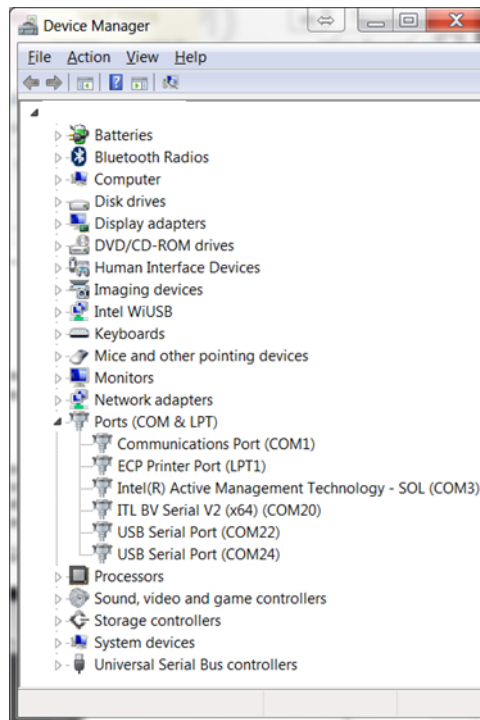 Device Manager
File Action View Help
Batteries
Bluetooth Radios
Computer
Disk drives
Display adapters
DVD/CD-ROM drives
Human Interface Devices
Imaging devices
Intel WiUSB
Keyboards
Mice and other pointing devices
Monitors
Network adapters
Ports (COM & LPT)
Communications Port (COM1)
ECP Printer Port (LPT1)
Intel(R) Active Management Technology - SOL (COM3)
ITL BV Serial V2 (x64) (COM20)
USB Serial Port (COM22)
USB Serial Port (COM24)
Processors
Sound, video and game controllers
Storage controllers
System devices
Universal Serial Bus controllers